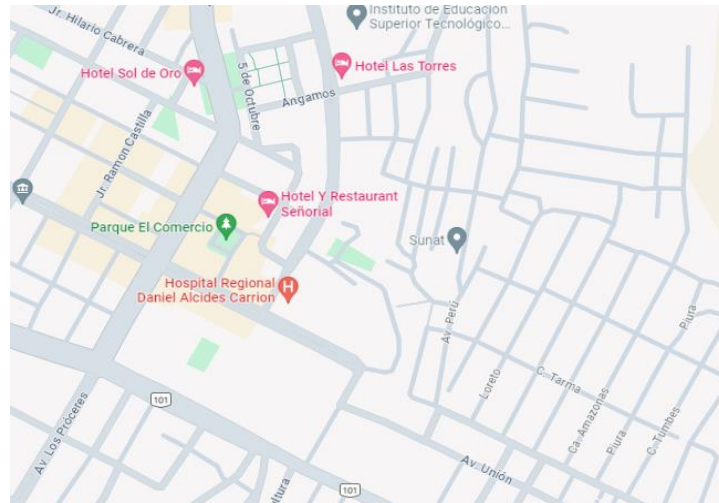 Instituto de Educación
Superior Tecnológico...
Jr. Hilario Cabrera
Hotel Sol de Oro
Hotel Las Torres
5 de Octubre
Angamos
Jr. Ramon Castilla
Hotel Y Restaurant
Señorial
Parque El Comercio
Sunat
Hospital Regional
Daniel Alcides Carrion
H
Av. Perú
Piura
Loreto
C. Tarma
101
Ca. Amazonas
Piura
C. Tumbes
Av. Los Próceres
Av. Unión
101
ultura